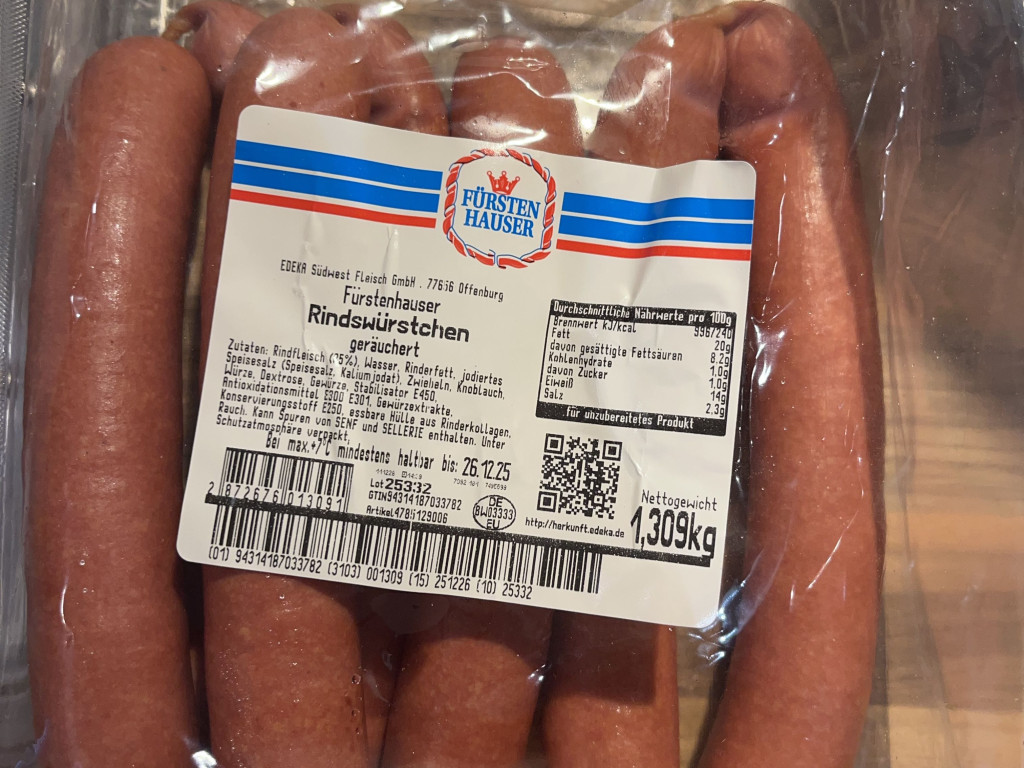 FÜRSTEN
HAUSER
EDEKA Südwest Fleisch GmbH . 77656 Offenburg
Fürstenhauser
Rindswürstchen
geräuchert
Zutaten: Rindfleisch (75%), Wasser, Rinderfett, jodiertes
Speisesalz (Speisesalz, Kaliumjodat), Zwiebeln, Knoblauch,
Würze, Dextrose, Gewürze, Stabilisator E450,
Antioxidationsmittel E300 E301, Gewürzextrakte,
Konservierungsstoff E250, essbare Hülle aus Rinderkollagen,
Rauch. Kann Spuren von SENF und SELLERIE enthalten. Unter
Schutzatmosphäre verpackt.
Bei max.+7°C mindestens haltbar bis: 26.12.25
Durchschnittliche Nährwerte pro 100g
Brennwert kJ/kcal 996/240
Fett 20g
davon gesättigte Fettsäuren 8.2g
Kohlenhydrate 1.0g
davon Zucker 1.0g
Eiweiß 14g
Salz 2.3g
für unzubereitetes Produkt
Lot 25332
GTIN94314187033782
DE
BW03333
EU
http://herkunft.edeka.de
Nettogewicht
1,309kg
2 872676 013091
(01) 94314187033782 (3103) 001309 (15) 251226 (10) 25332